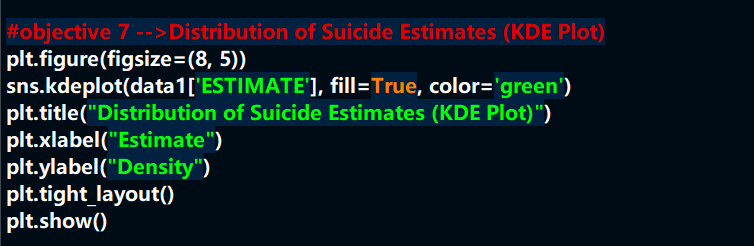 #objective 7 -->Distribution of Suicide Estimates (KDE Plot)
plt.figure(figsize=(8, 5))
sns.kdeplot(data1['ESTIMATE'], fill=True, color='green')
plt.title("Distribution of Suicide Estimates (KDE Plot)")
plt.xlabel("Estimate")
plt.ylabel("Density")
plt.tight_layout()
plt.show()